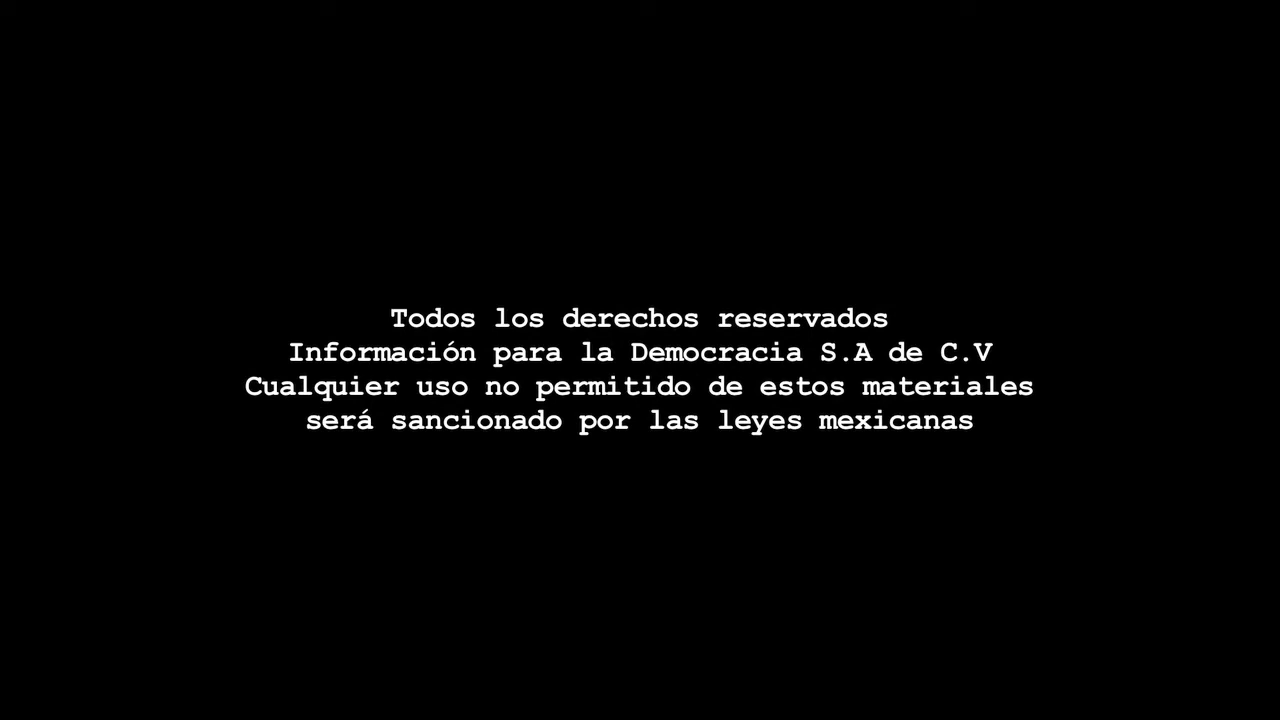 Todos los derechos reservados
Información para la Democracia S.A de C.V
Cualquier uso no permitido de estos materiales
será sancionado por las leyes mexicanas